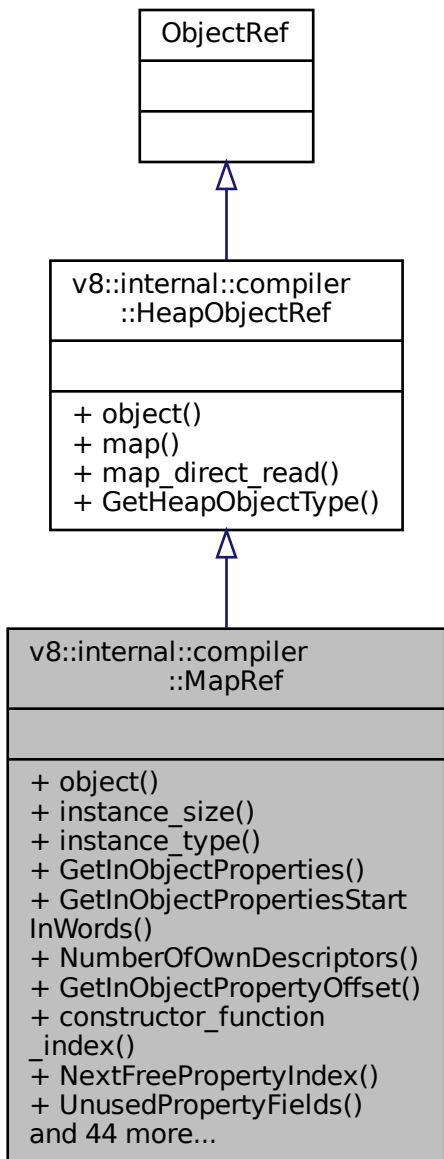 ObjectRef
v8::internal::compiler
::HeapObjectRef
+ object()
+ map()
+ map_direct_read()
+ GetHeapObjectType()
v8::internal::compiler
::MapRef
+ object()
+ instance_size()
+ instance_type()
+ GetInObjectProperties()
+ GetInObjectPropertiesStart
InWords()
+ NumberOfOwnDescriptors()
+ GetInObjectPropertyOffset()
+ constructor_function
_index()
+ NextFreePropertyIndex()
+ UnusedPropertyFields()
and 44 more...